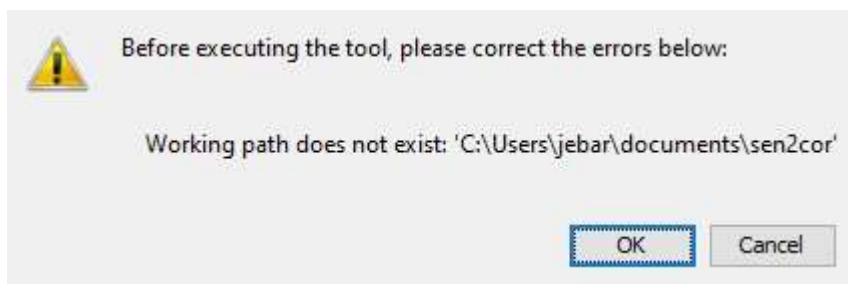 Before executing the tool, please correct the errors below:
Working path does not exist: 'C:\Users\jebar\documents\sen2cor'
OK
Cancel